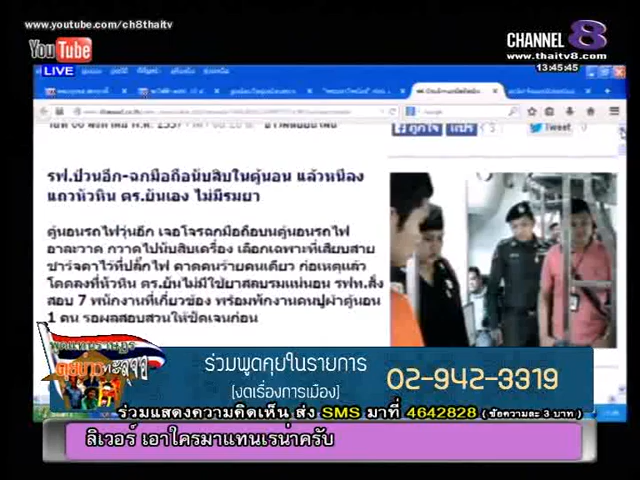 www.youtube.com/ch8thaitv
YouTube
LIVE
CHANNEL 8
www.thaitv8.com
13:45:45
ถูกใจ
Tweet
รฟ.ป่วนอีก-ฉกมือถือนับสิบในตู้นอน แล้วหนีลง
แถวหัวหิน ตร.ยันเอง ไม่มีรมยา
ตู้นอนรถไฟวุ่นอีก เจอโจรฉกมือถือบนตู้นอนรถไฟ
อาละวาด กวาดไปนับสิบเครื่อง เลือกเฉพาะที่เสียบสาย
ชาร์จคาไว้ที่ปลั๊กไฟ คาดคนร้ายคนเดียว ก่อเหตุแล้ว
โดดลงที่หัวหิน ตร.ยันไม่มีใช้ยาสลบรมแน่นอน รฟท.สั่ง
สอบ 7 พนักงานที่เกี่ยวข้อง พร้อมพักงานคนปูผ้าตู้นอน
1 คน รอผลสอบสวนให้ชัดเจนก่อน
คุยข่าว
ร่วมพูดคุยในรายการ
(งดเรื่องการเมือง)
02-942-3319
ร่วมแสดงความคิดเห็น ส่ง SMS มาที่ 4642828 ( ข้อความละ 3 บาท )
ลิเวอร์ เอาใครมาแทนเรน่าครับ